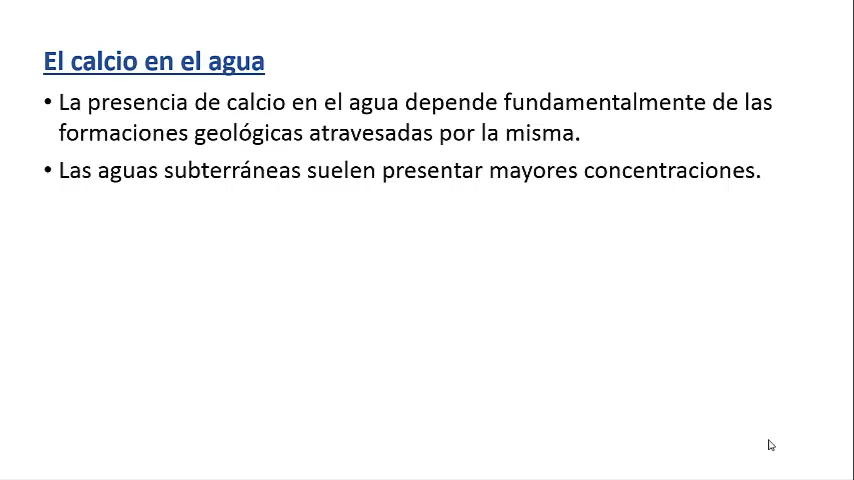 El calcio en el agua
• La presencia de calcio en el agua depende fundamentalmente de las
formaciones geológicas atravesadas por la misma.
• Las aguas subterráneas suelen presentar mayores concentraciones.